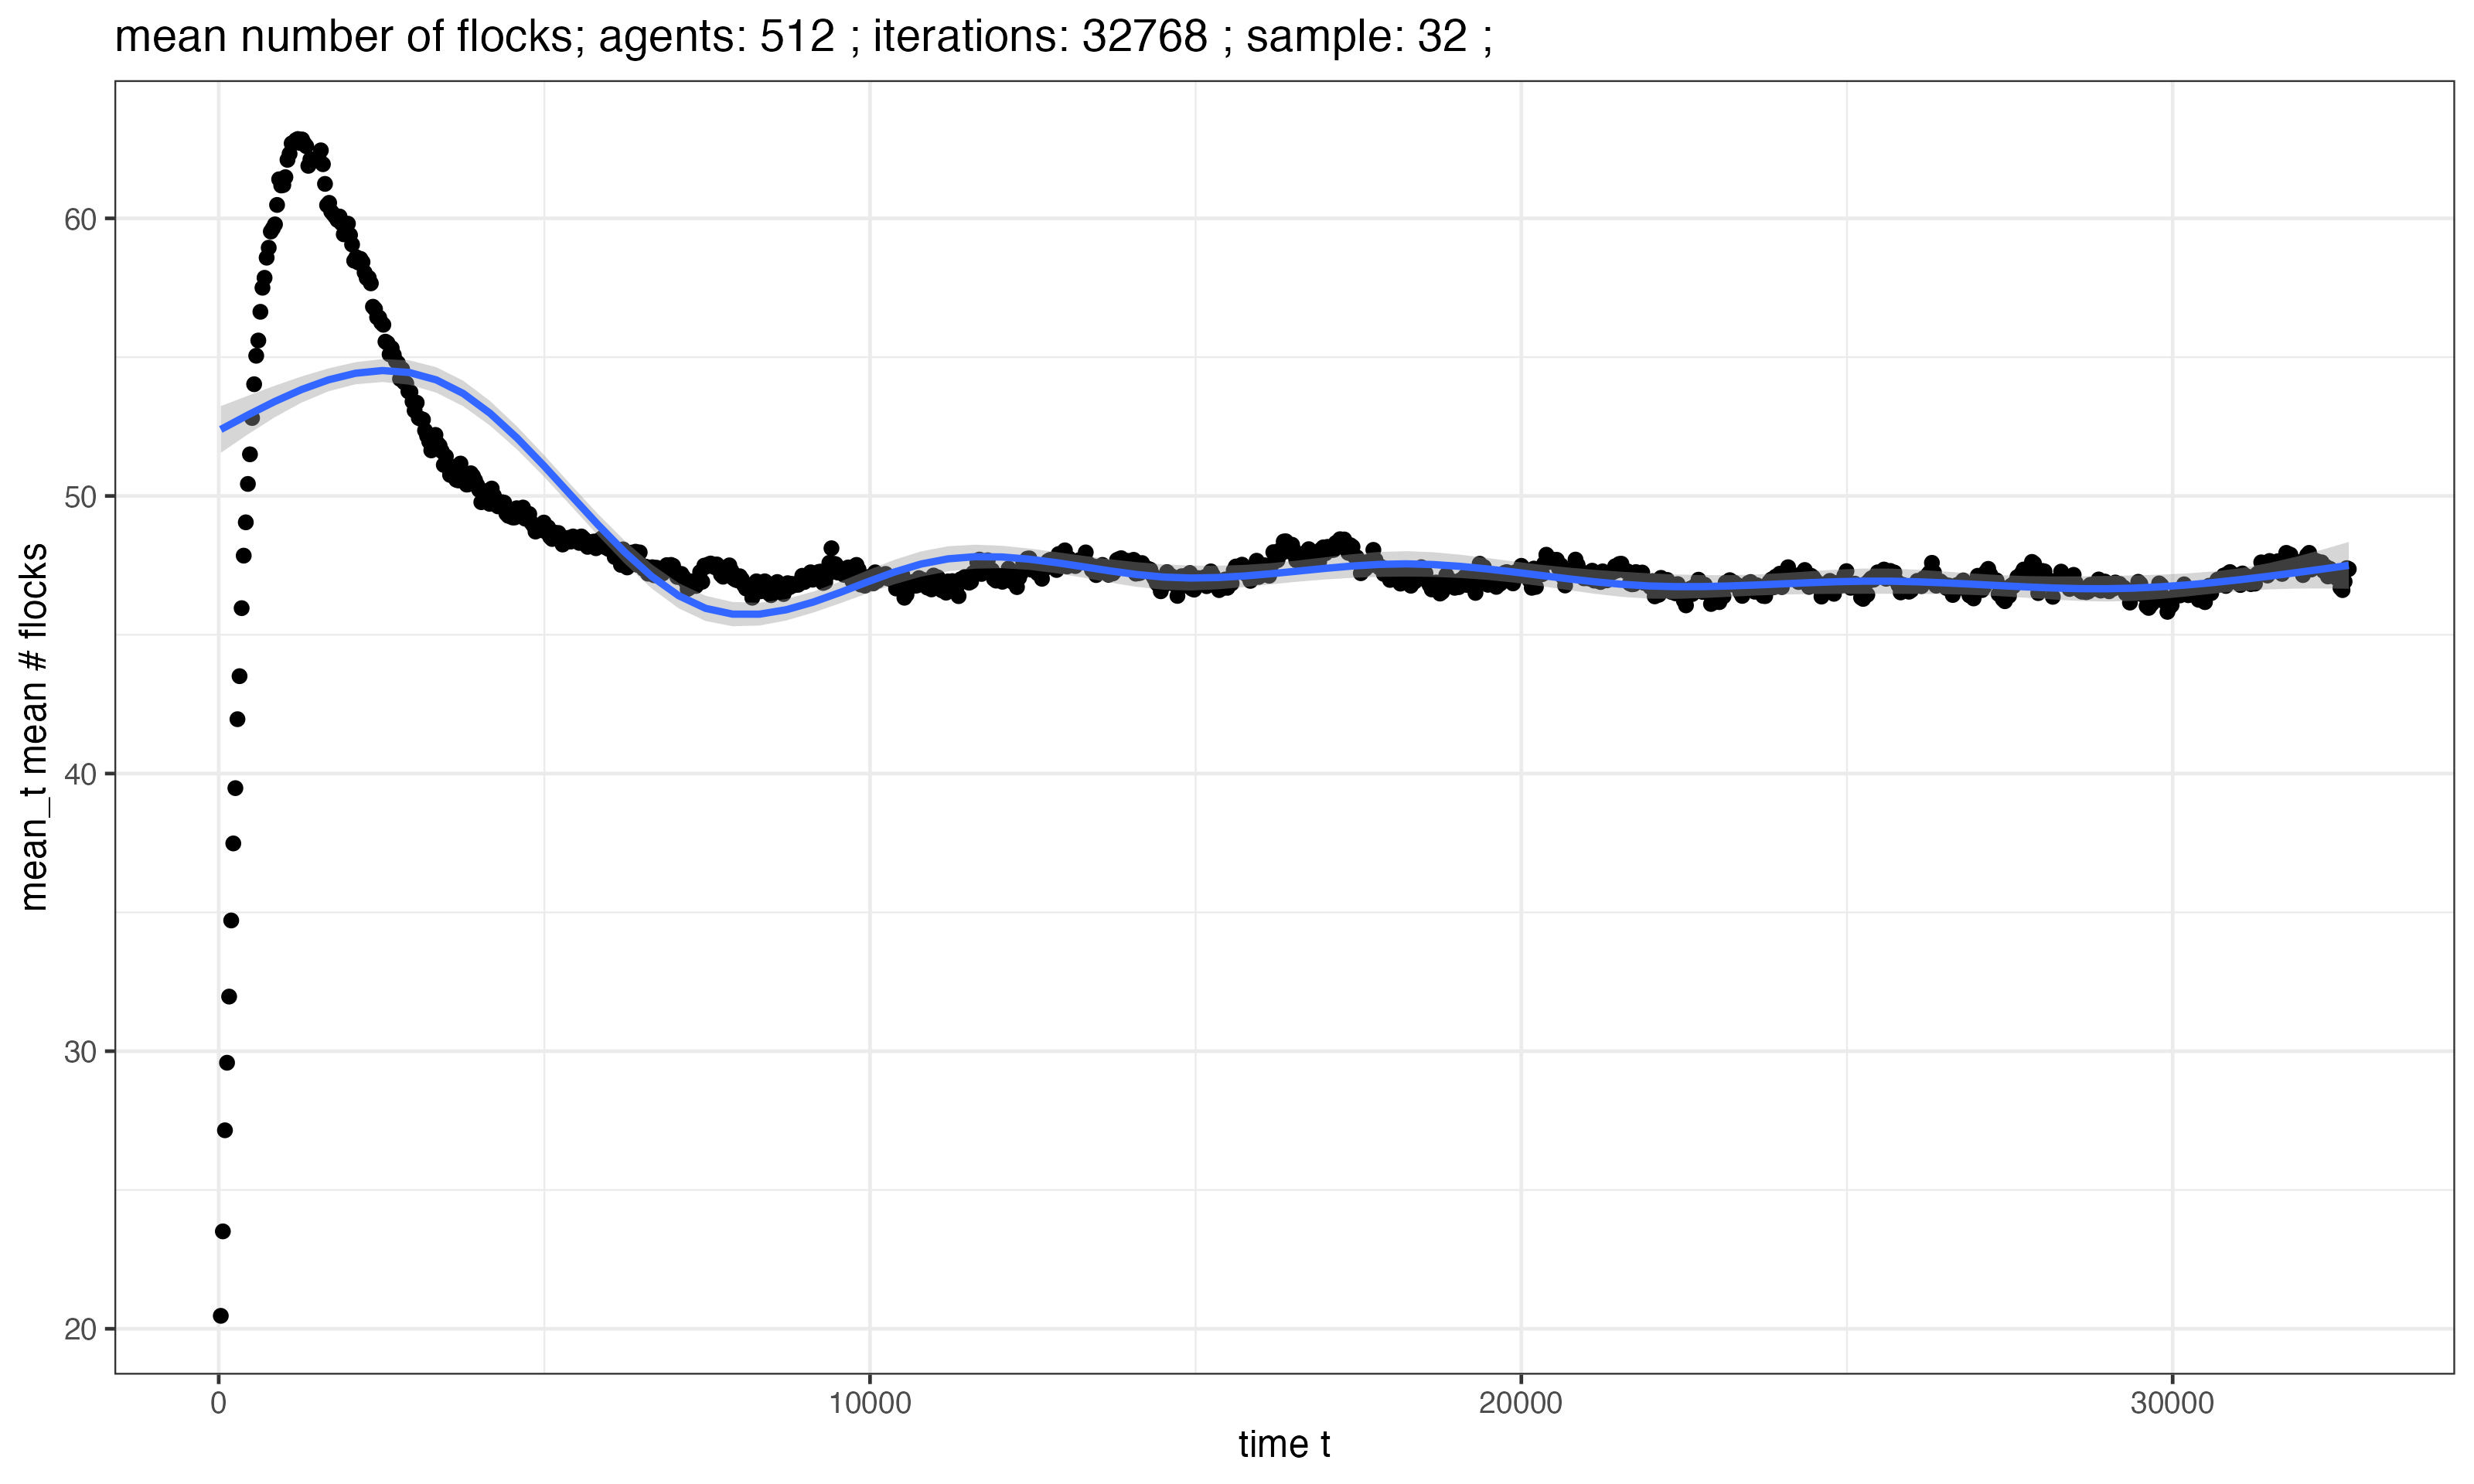 mean number of flocks; agents: 512 ; iterations: 32768 ; sample: 32 ;
mean_t mean # flocks
60
50
40
30
20
0 10000 20000 30000
time t